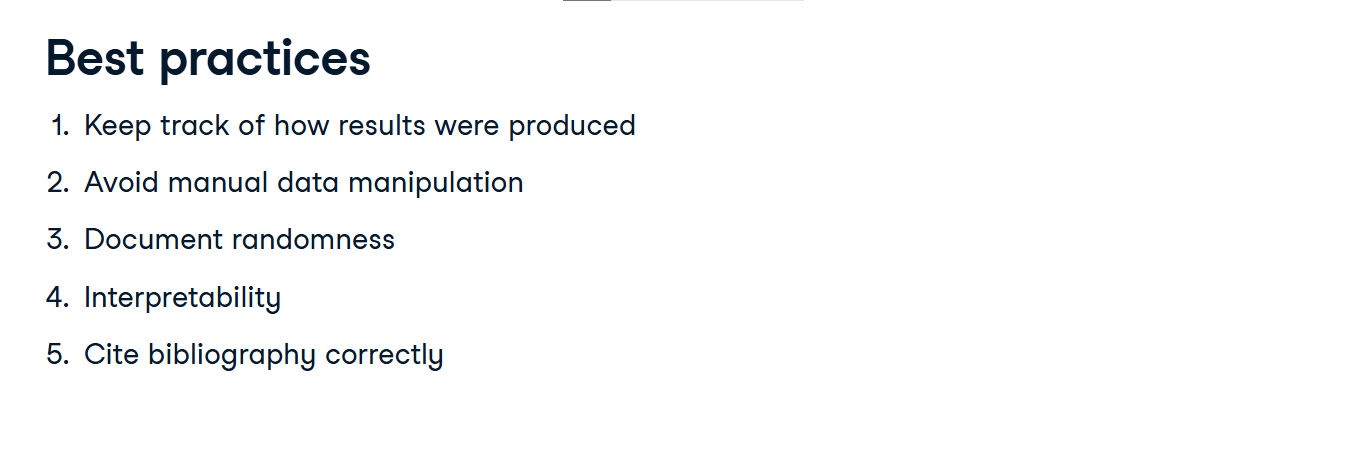 Best practices
1. Keep track of how results were produced
2. Avoid manual data manipulation
3. Document randomness
4. Interpretability
5. Cite bibliography correctly